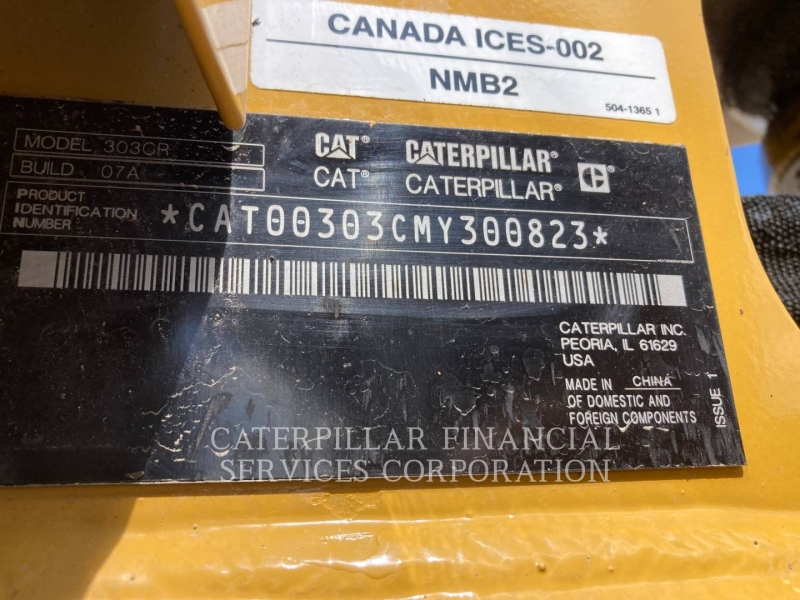 CANADA ICES-002
NMB2
504-1365 1
MODEL 303CR
BUILD 07A
CAT® CATERPILLAR®
CAT® CATERPILLAR®
PRODUCT
IDENTIFICATION
NUMBER
*CAT00303CMY300823*
CATERPILLAR INC.
PEORIA, IL 61629
USA
MADE IN CHINA
OF DOMESTIC AND
FOREIGN COMPONENTS
ISSUE 1
CATERPILLAR FINANCIAL
SERVICES CORPORATION